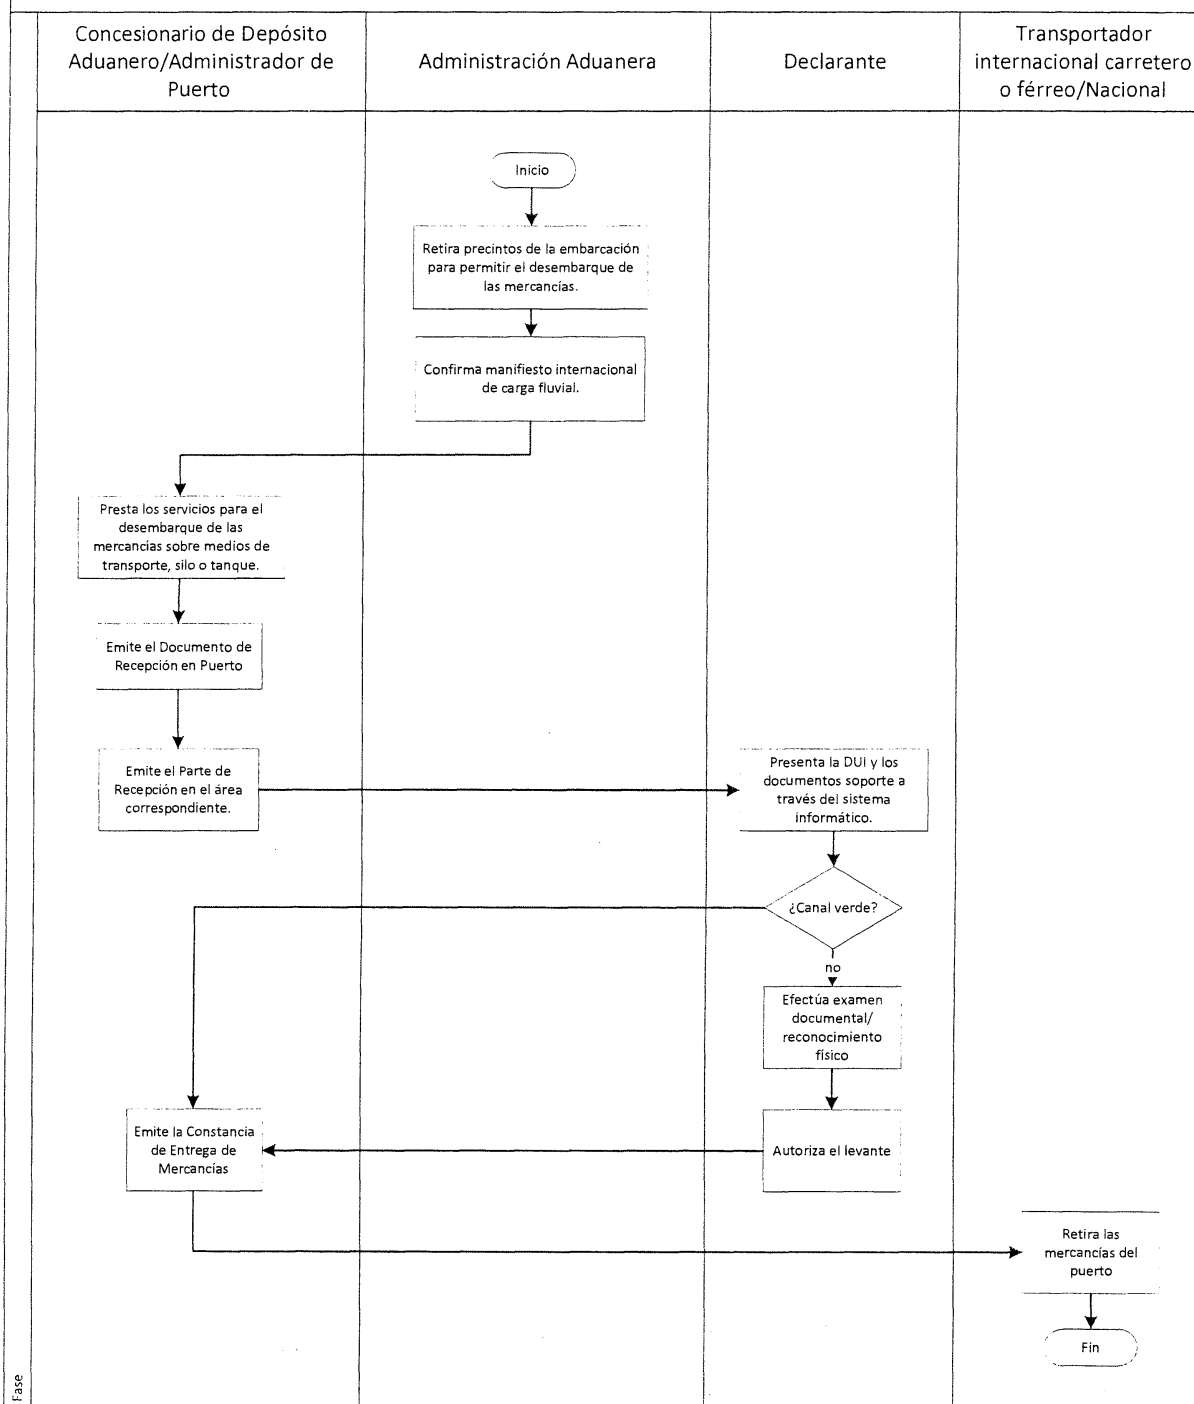 Concesionario de Depósito
Aduanero/Administrador de
Puerto
Administración Aduanera
Declarante
Transportador
internacional carretero
o férreo/Nacional
Inicio
Retira precintos de la embarcación
para permitir el desembarque de
las mercancías.
Confirma manifiesto internacional
de carga fluvial.
Presta los servicios para el
desembarque de las
mercancías sobre medios de
transporte, silo o tanque.
Emite el Documento de
Recepción en Puerto
Emite el Parte de
Recepción en el área
correspondiente.
Presenta la DUI y los
documentos soporte a
través del sistema
informático.
¿Canal verde?
no
Efectúa examen
documental/
reconocimiento
físico
Autoriza el levante
Emite la Constancia
de Entrega de
Mercancías
Retira las
mercancías del
puerto
Fin
Fase